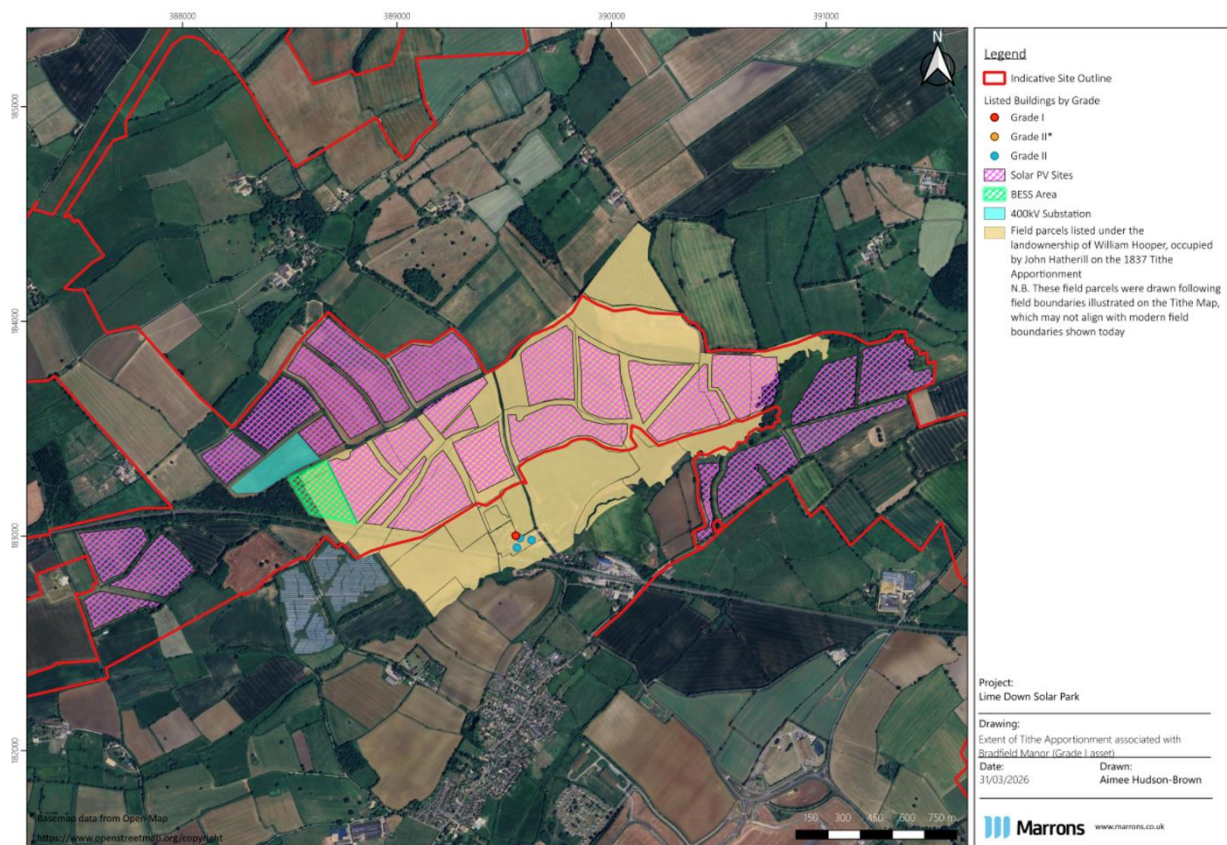 388000
389000
390000
391000
185000
184000
183000
182000
N
Basemap data from Open Map
https://www.openstreetmap.org/copyright
150 300 450 600 750 m
Legend
Indicative Site Outline
Listed Buildings by Grade
Grade I
Grade II*
Grade II
Solar PV Sites
BESS Area
400kV Substation
Field parcels listed under the
landownership of William Hooper, occupied
by John Hatherill on the 1837 Tithe
Apportionment
N.B. These field parcels were drawn following
field boundaries illustrated on the Tithe Map,
which may not align with modern field
boundaries shown today
Project:
Lime Down Solar Park
Drawing:
Extent of Tithe Apportionment associated with
Bradfield Manor (Grade I asset)
Date: Drawn:
31/03/2026 Aimee Hudson-Brown
Marrons www.marrons.co.uk